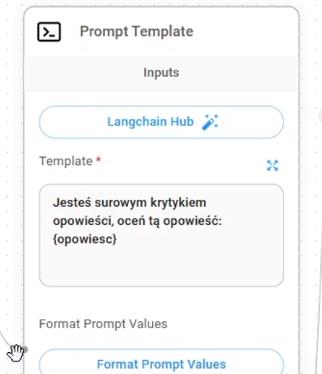 Prompt Template
Inputs
Langchain Hub
Template *
Jesteś surowym krytykiem
opowieści, oceń tą opowieść:
{opowiesc}
Format Prompt Values
Format Prompt Values